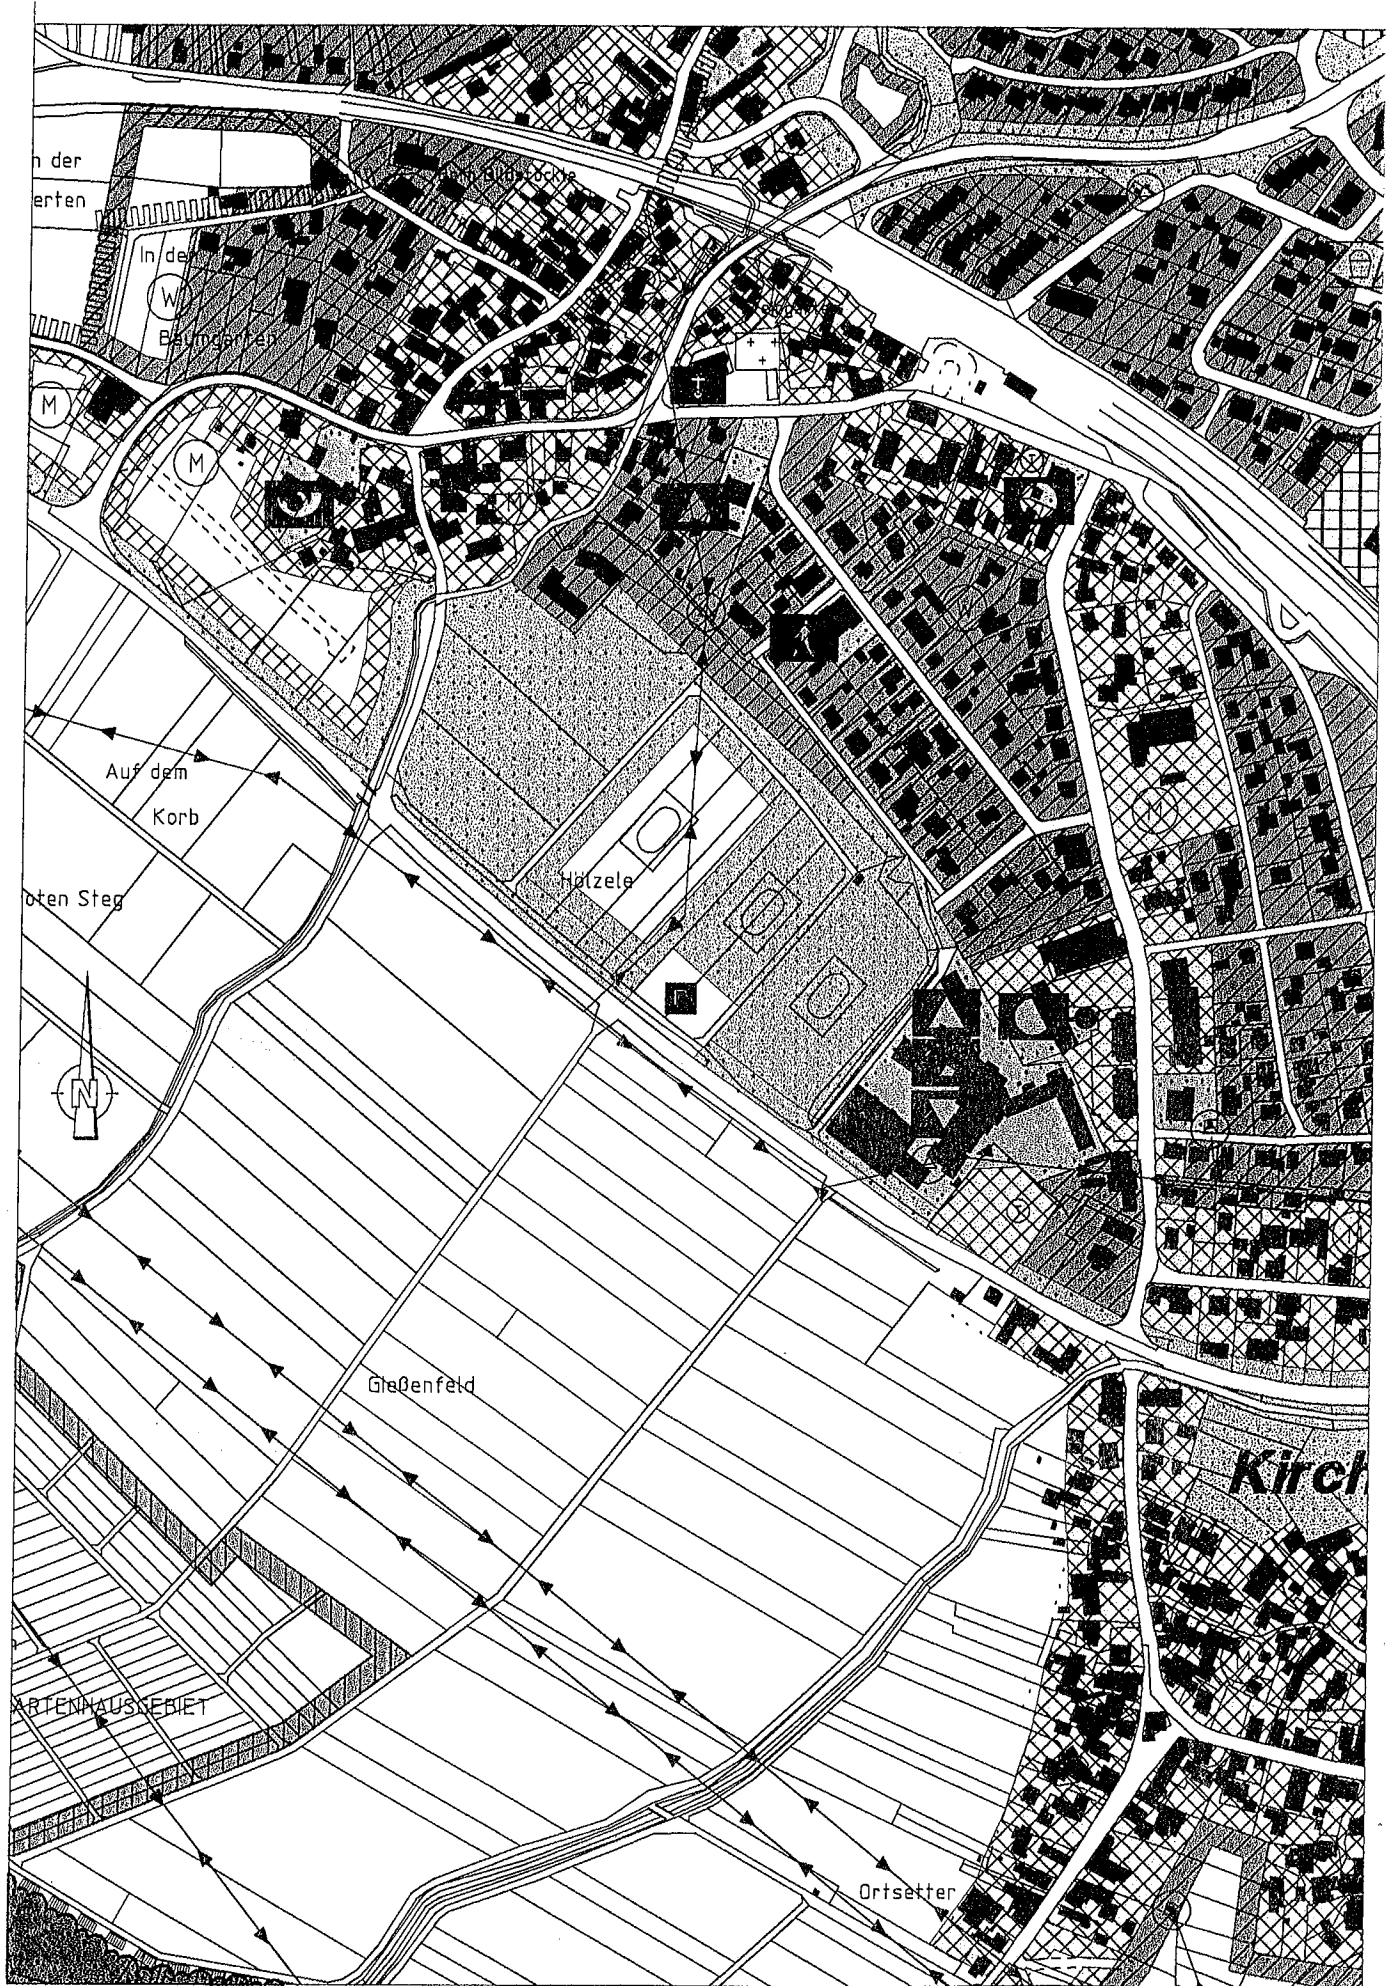 n der
erten
In der
W
Baumgarten
M
M
M
Auf dem
Korb
Hölzele
oten Steg
N
Gießenfeld
Kirch
ARTENHAUSGEBIET
Ortsetter